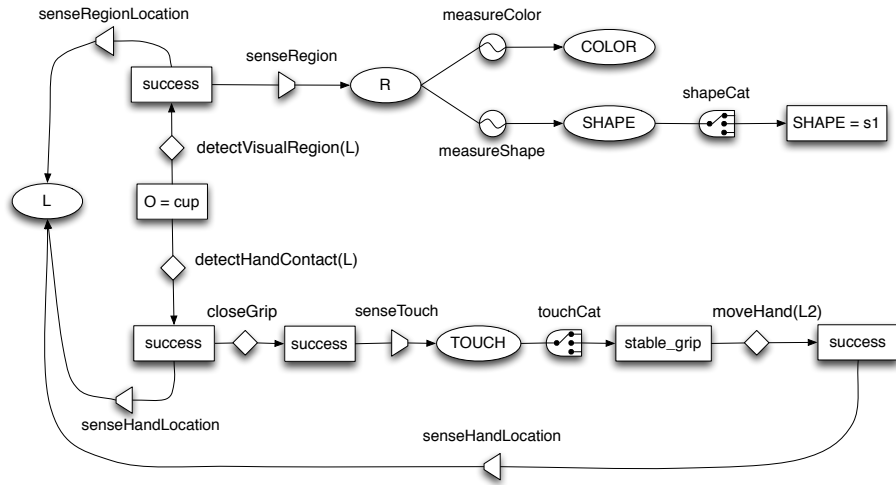 senseRegionLocation
measureColor
COLOR
success
senseRegion
R
shapeCat
SHAPE
SHAPE = s1
measureShape
detectVisualRegion(L)
L
O = cup
detectHandContact(L)
closeGrip
senseTouch
touchCat
moveHand(L2)
success
success
TOUCH
stable_grip
success
senseHandLocation
senseHandLocation